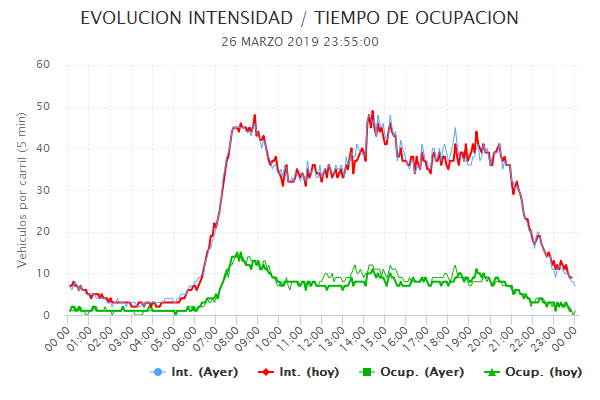 EVOLUCION INTENSIDAD / TIEMPO DE OCUPACION
26 MARZO 2019 23:55:00
Vehículos por carril (5 min)
60
50
40
30
20
10
0
00:00 01:00 02:00 03:00 04:00 05:00 06:00 07:00 08:00 09:00 10:00 11:00 12:00 13:00 14:00 15:00 16:00 17:00 18:00 19:00 20:00 21:00 22:00 23:00 00:00
Int. (Ayer) Int. (hoy) Ocup. (Ayer) Ocup. (hoy)